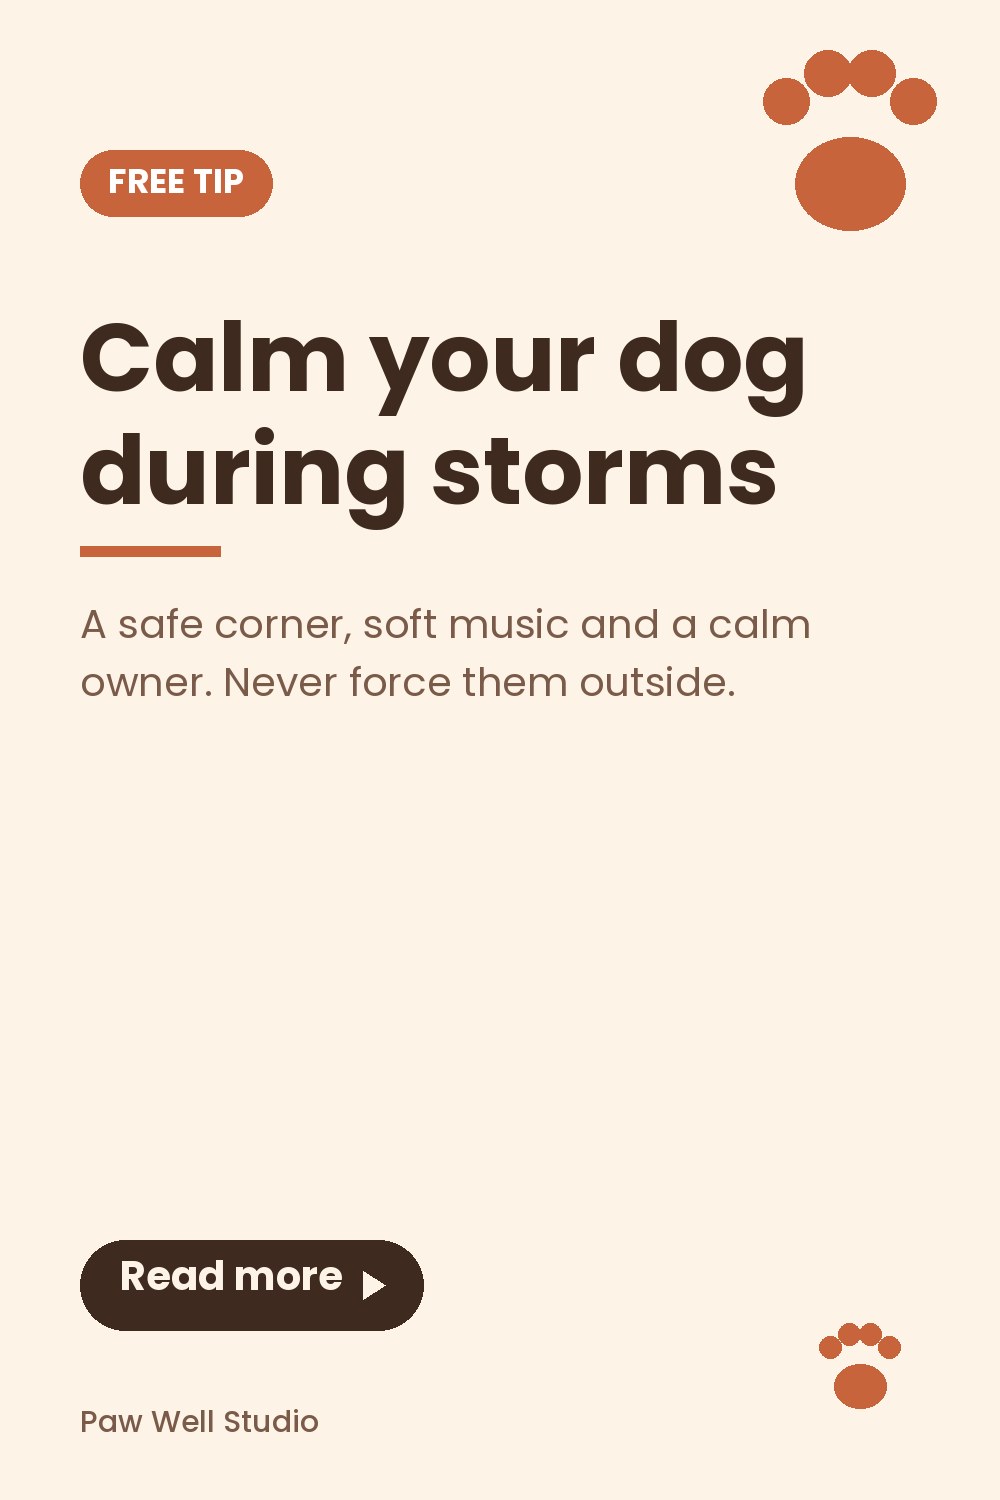 FREE TIP
Calm your dog
during storms
A safe corner, soft music and a calm
owner. Never force them outside.
Read more
Paw Well Studio